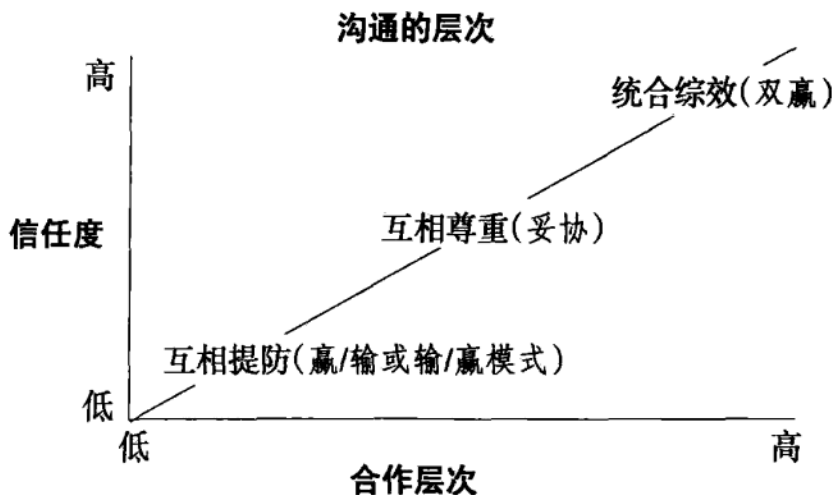 沟通的层次
高
统合综效(双赢)
信任度
互相尊重(妥协)
互相提防(赢/输或输/赢模式)
低
低
高
合作层次